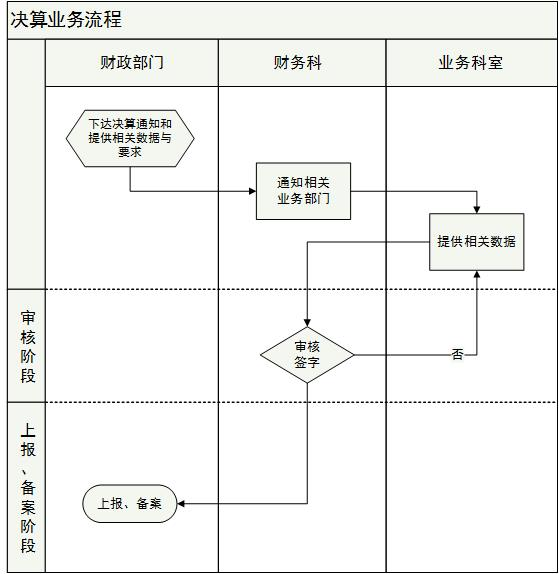 决算业务流程
财政部门
财务科
业务科室
下达决算通知和
提供相关数据与
要求
通知相关
业务部门
提供相关数据
审核阶段
审核
签字
否
上报、备案阶段
上报、备案